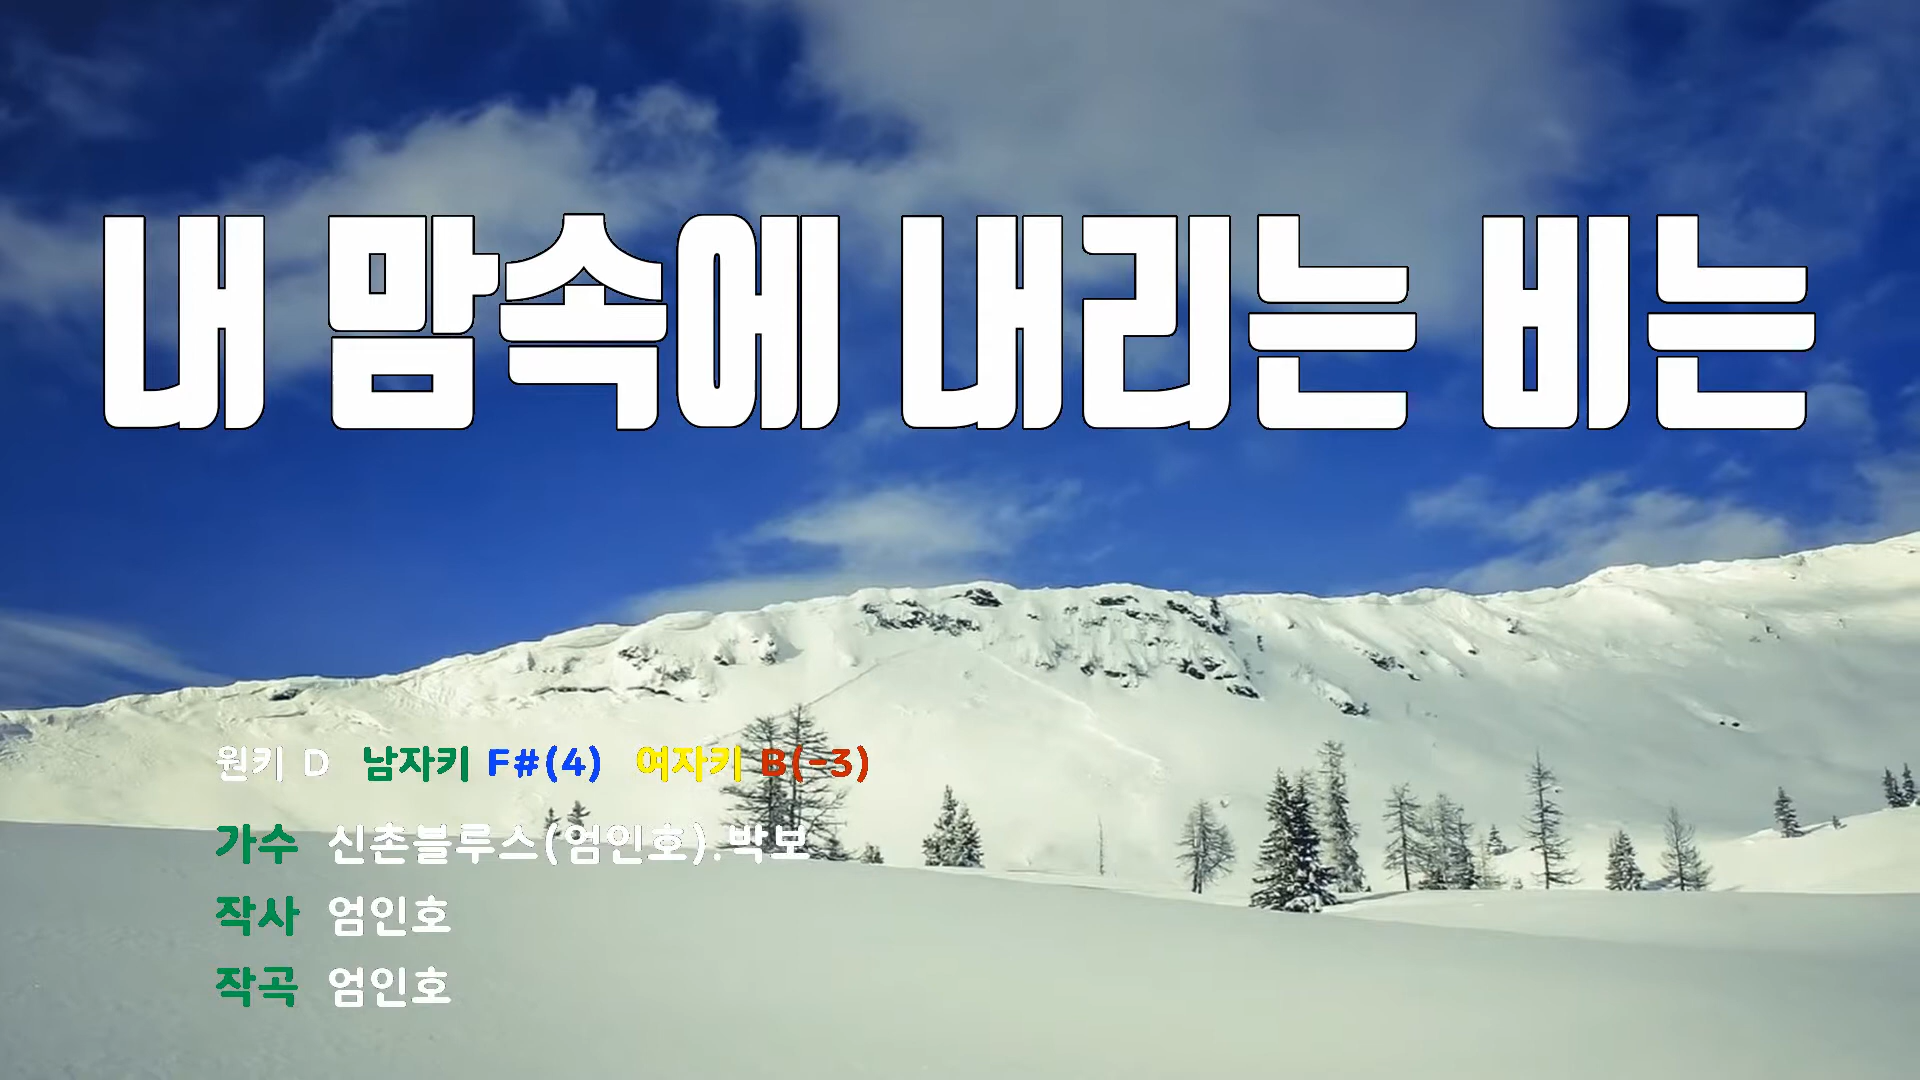 내 맘속에 내리는 비는
원키 D 남자키 F#(4) 여자키 B(-3)
가수 신촌블루스(엄인호).박보
작사 엄인호
작곡 엄인호